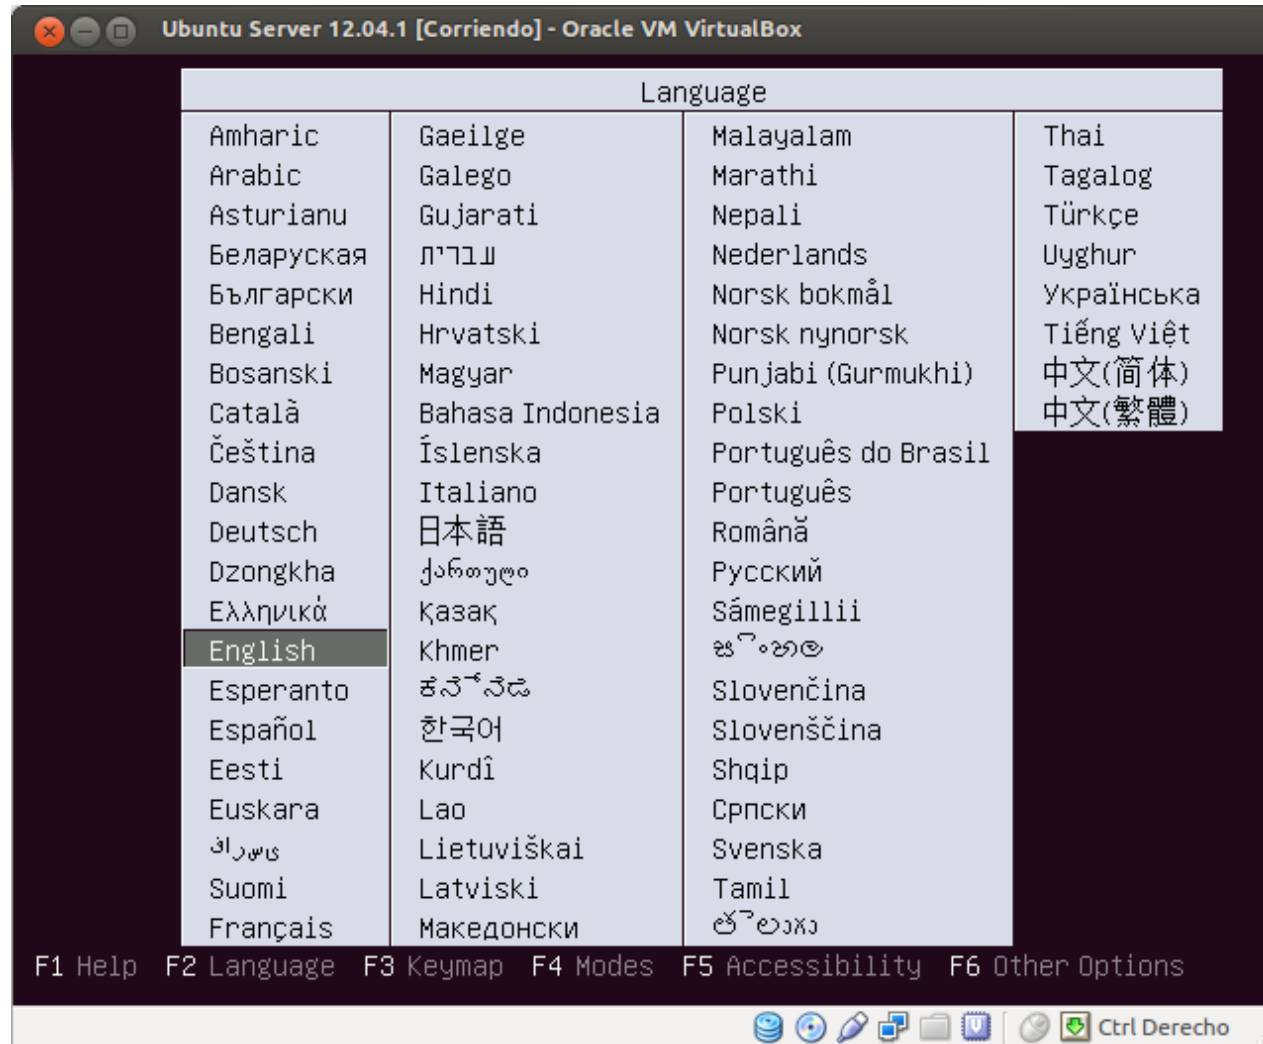 Ubuntu Server 12.04.1 [Corriendo] - Oracle VM VirtualBox
Language
Amharic
Arabic
Asturianu
Беларуская
Български
Bengali
Bosanski
Català
Čeština
Dansk
Deutsch
Dzongkha
Ελληνικά
English
Esperanto
Español
Eesti
Euskara
ىسراف
Suomi
Français
Gaeilge
Galego
Gujarati
תירבע
Hindi
Hrvatski
Magyar
Bahasa Indonesia
Íslenska
Italiano
日本語
ქართული
Қазақ
Khmer
한국어
Kurdî
Lao
Lietuviškai
Latviski
Македонски
Malayalam
Marathi
Nepali
Nederlands
Norsk bokmål
Norsk nynorsk
Punjabi (Gurmukhi)
Polski
Português do Brasil
Português
Română
Русский
Sámegillii
Slovenčina
Slovenščina
Shqip
Српски
Svenska
Tamil
Thai
Tagalog
Türkçe
Uyghur
Українська
Tiếng Việt
中文(简体)
中文(繁體)
F1 Help F2 Language F3 Keymap F4 Modes F5 Accessibility F6 Other Options
Ctrl Derecho